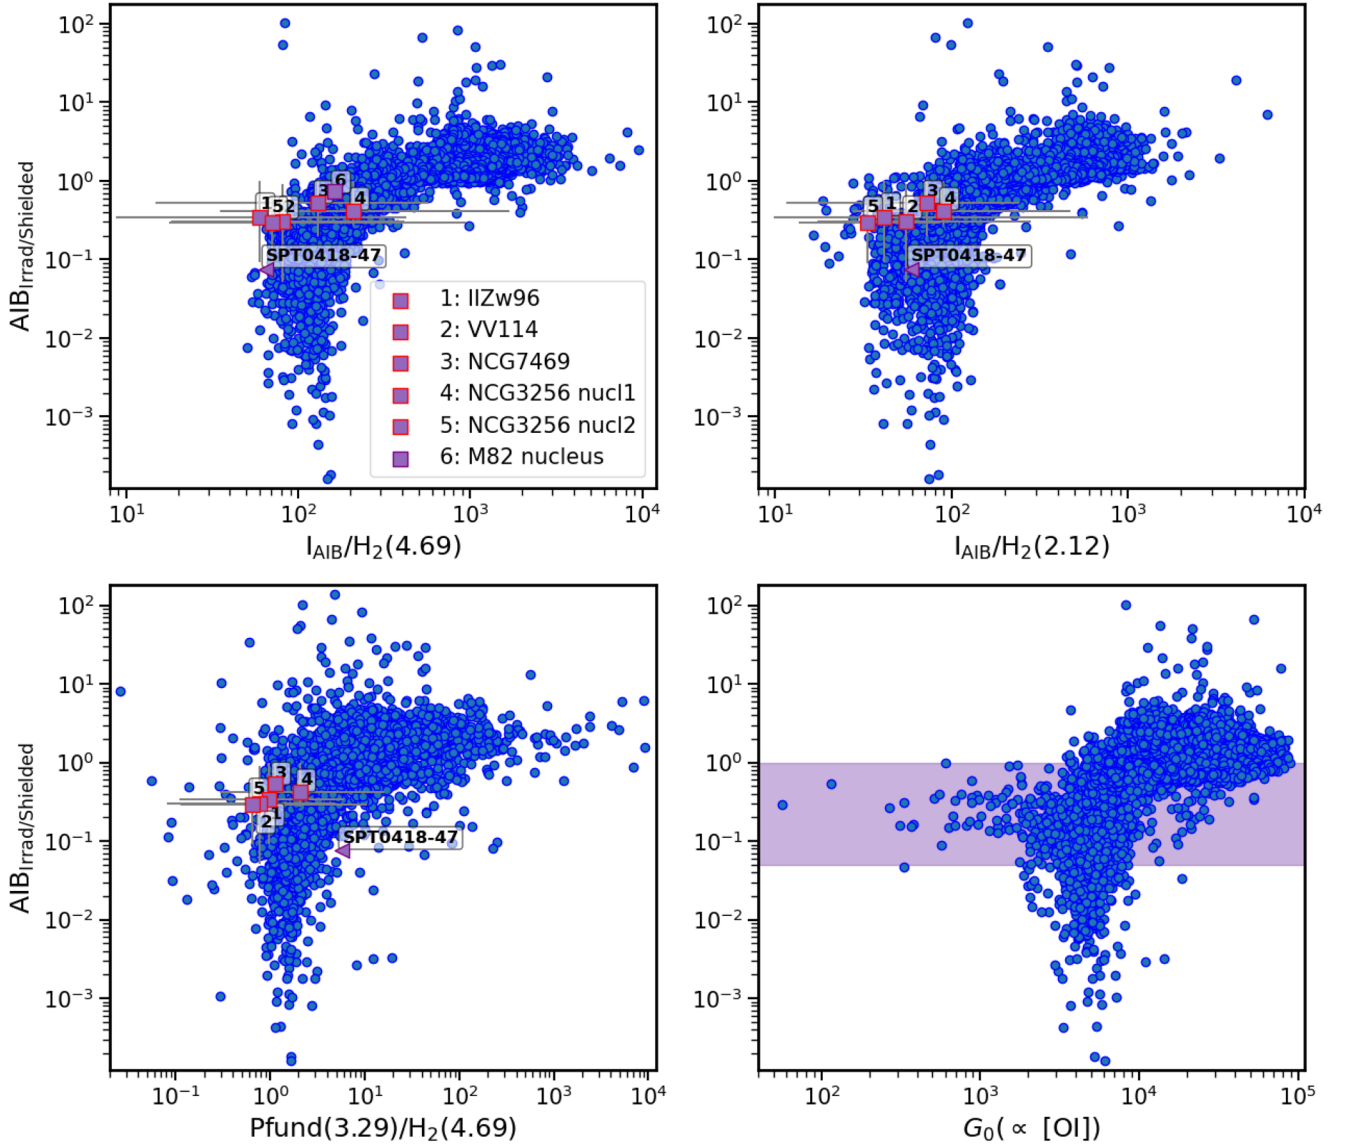 10² 10¹ 10⁰ 10⁻¹ 10⁻² 10⁻³
AIB_Irrad/Shielded
1 5 2 3 6 4
SPT0418-47
1: IIZw96
2: VV114
3: NCG7469
4: NCG3256 nucl1
5: NCG3256 nucl2
6: M82 nucleus
10¹ 10² 10³ 10⁴
I_AIB/H₂(4.69)
10² 10¹ 10⁰ 10⁻¹ 10⁻² 10⁻³
5 1 2 3 4
SPT0418-47
10¹ 10² 10³ 10⁴
I_AIB/H₂(2.12)
10² 10¹ 10⁰ 10⁻¹ 10⁻² 10⁻³
AIB_Irrad/Shielded
5 3 4
2 1
SPT0418-47
10⁻¹ 10⁰ 10¹ 10² 10³ 10⁴
Pfund(3.29)/H₂(4.69)
10² 10¹ 10⁰ 10⁻¹ 10⁻² 10⁻³
10² 10³ 10⁴ 10⁵
G₀(∝ [OI])